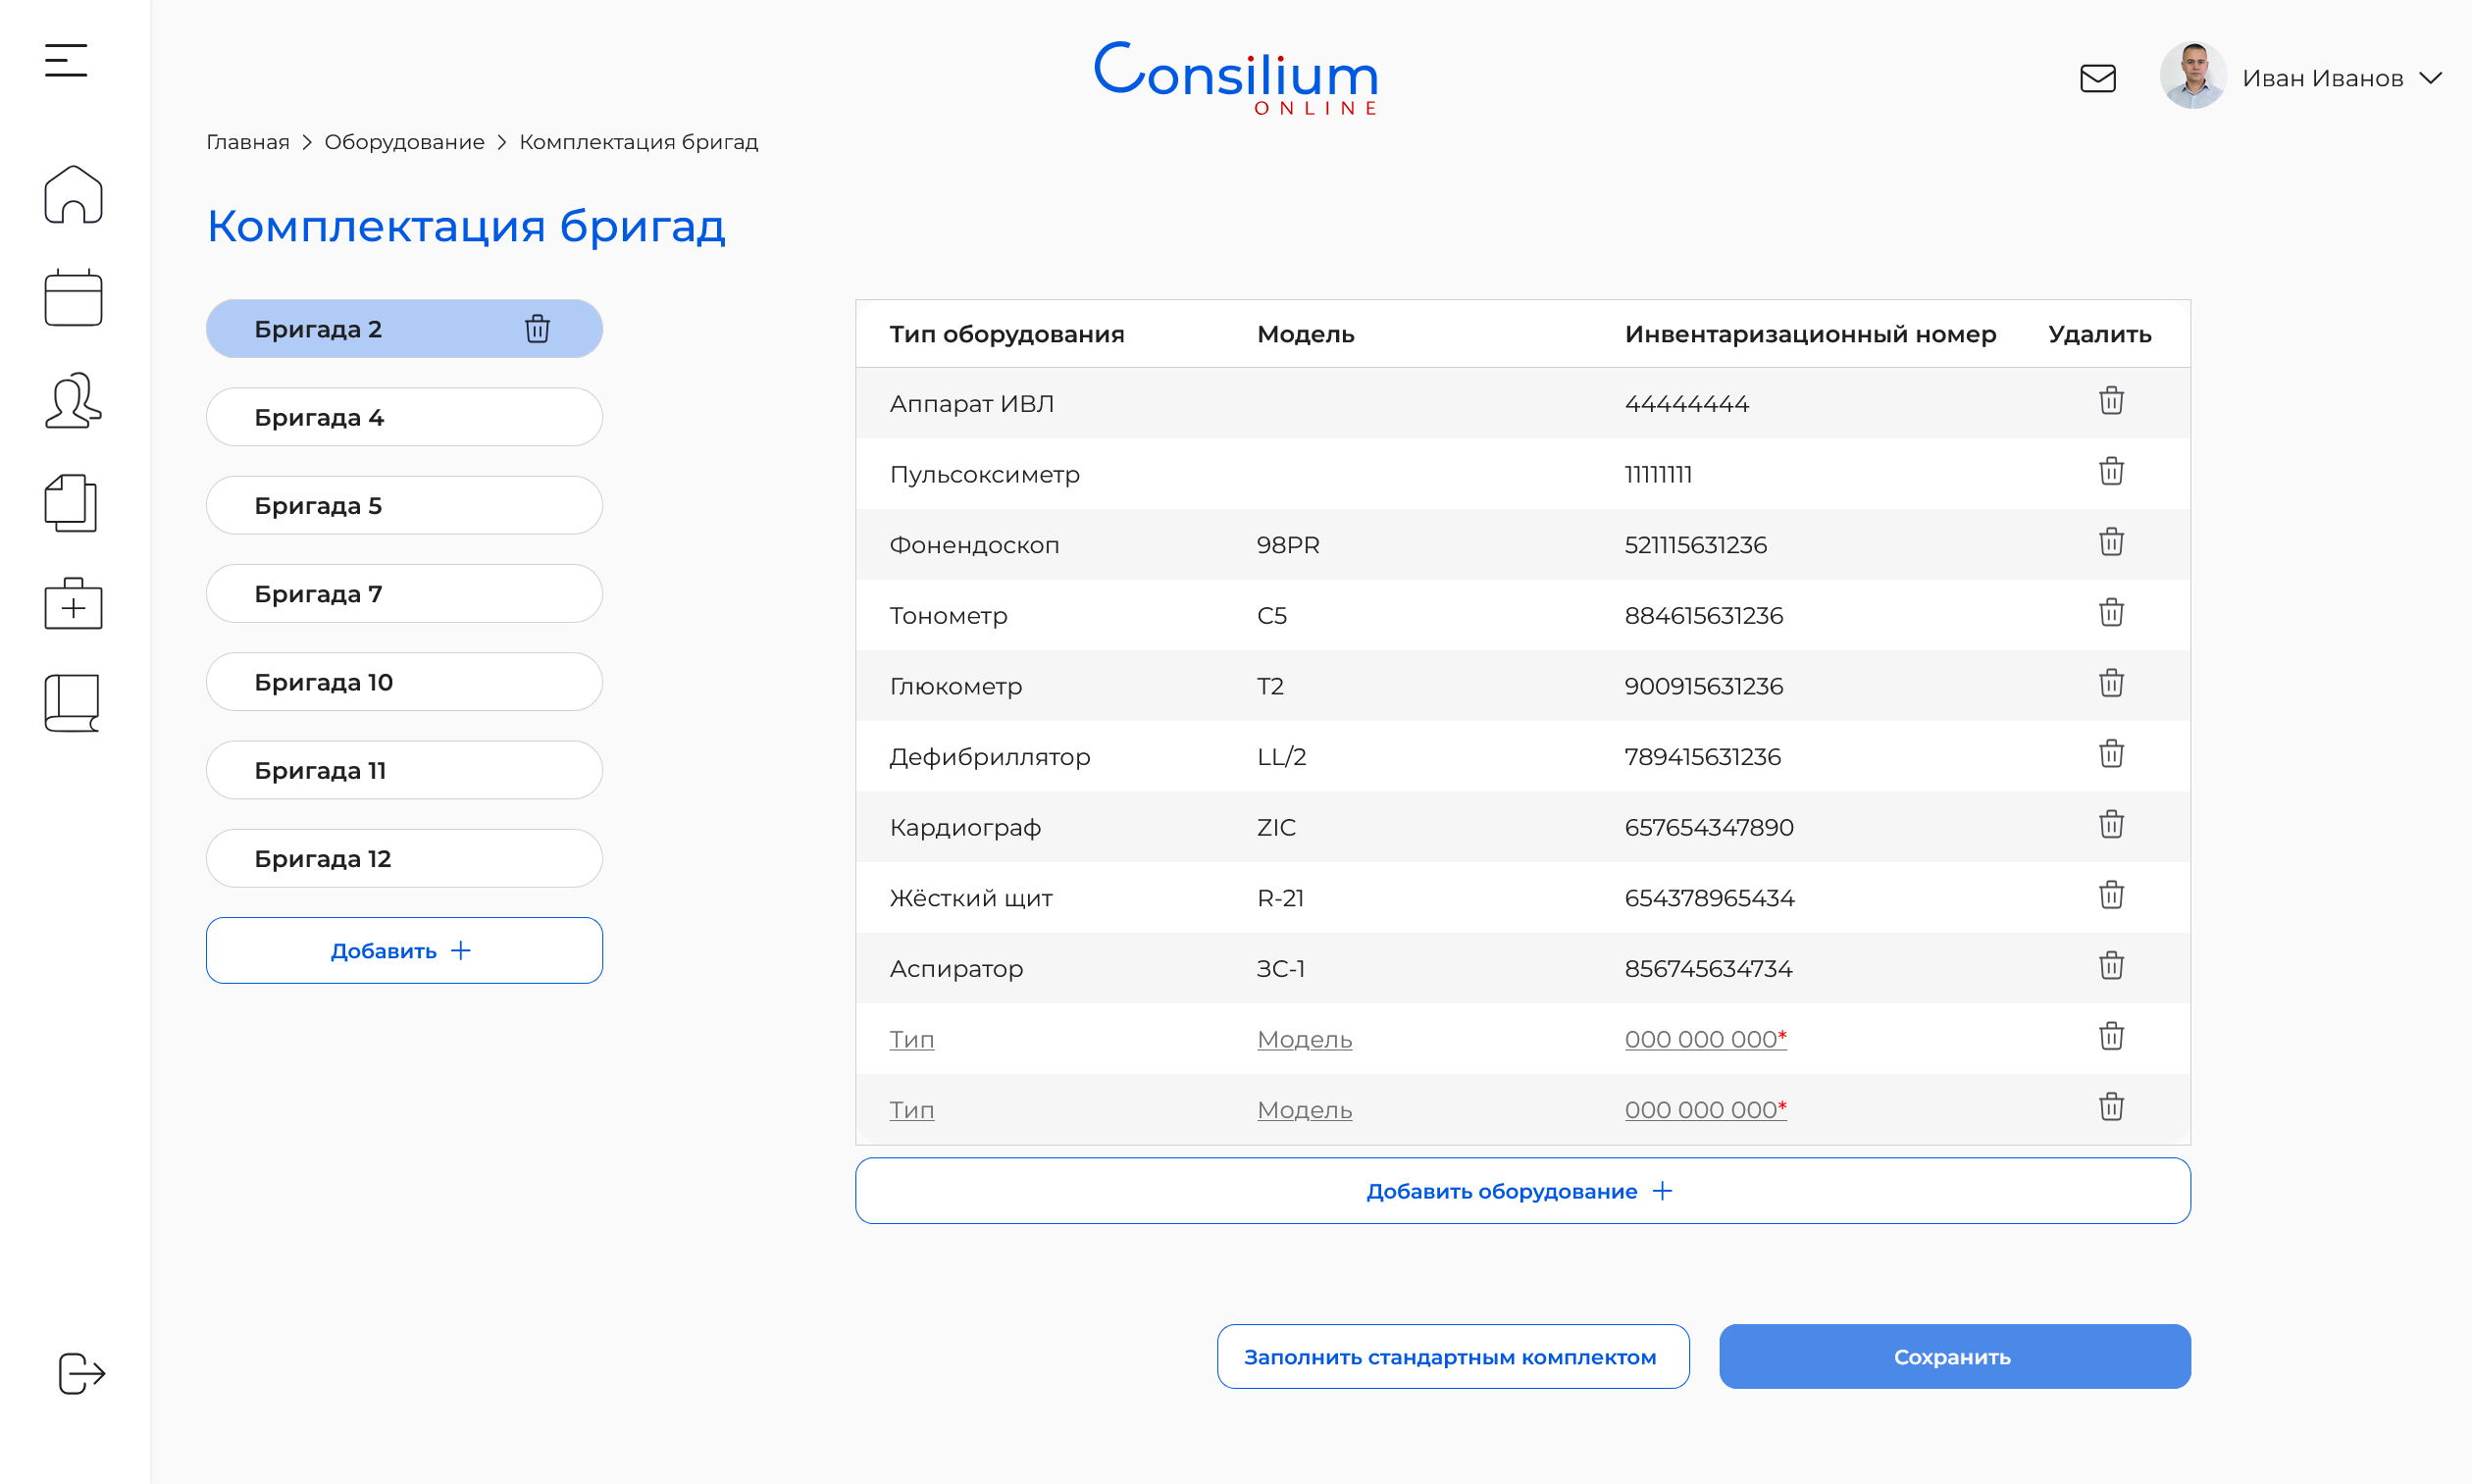 Consilium
ONLINE
Иван Иванов
Главная > Оборудование > Комплектация бригад
Комплектация бригад
Бригада 2
Бригада 4
Бригада 5
Бригада 7
Бригада 10
Бригада 11
Бригада 12
Добавить +
Тип оборудования Модель Инвентаризационный номер Удалить
Аппарат ИВЛ 44444444
Пульсоксиметр 11111111
Фонендоскоп 98PR 521115631236
Тонометр C5 884615631236
Глюкометр T2 900915631236
Дефибриллятор LL/2 789415631236
Кардиограф ZIC 657654347890
Жёсткий щит R-21 654378965434
Аспиратор ЗС-1 856745634734
Тип Модель 000 000 000*
Тип Модель 000 000 000*
Добавить оборудование +
Заполнить стандартным комплектом
Сохранить